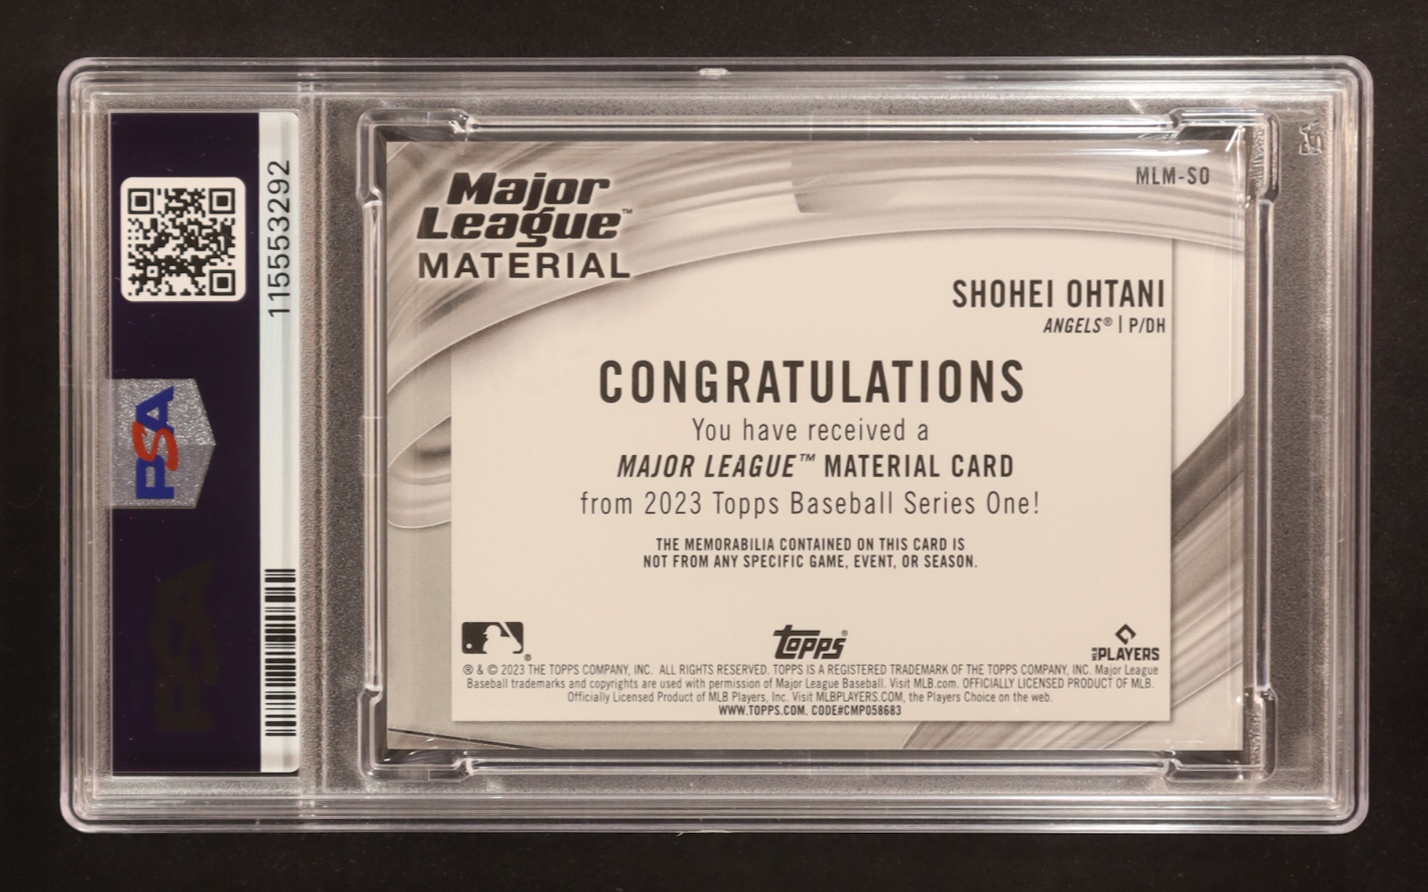 115553292
PSA
PSA
Major
League™
MATERIAL
MLM-SO
SHOHEI OHTANI
ANGELS® | P/DH
CONGRATULATIONS
You have received a
MAJOR LEAGUE™ MATERIAL CARD
from 2023 Topps Baseball Series One!
THE MEMORABILIA CONTAINED ON THIS CARD IS
NOT FROM ANY SPECIFIC GAME, EVENT, OR SEASON.
topps®
MLB PLAYERS
® & © 2023 THE TOPPS COMPANY, INC. ALL RIGHTS RESERVED. TOPPS IS A REGISTERED TRADEMARK OF THE TOPPS COMPANY, INC. Major League
Baseball trademarks and copyrights are used with permission of Major League Baseball. Visit MLB.com. OFFICIALLY LICENSED PRODUCT OF MLB.
Officially Licensed Product of MLB Players, Inc. Visit MLBPLAYERS.COM, the Players Choice on the web.
WWW.TOPPS.COM. CODE#CMP058683